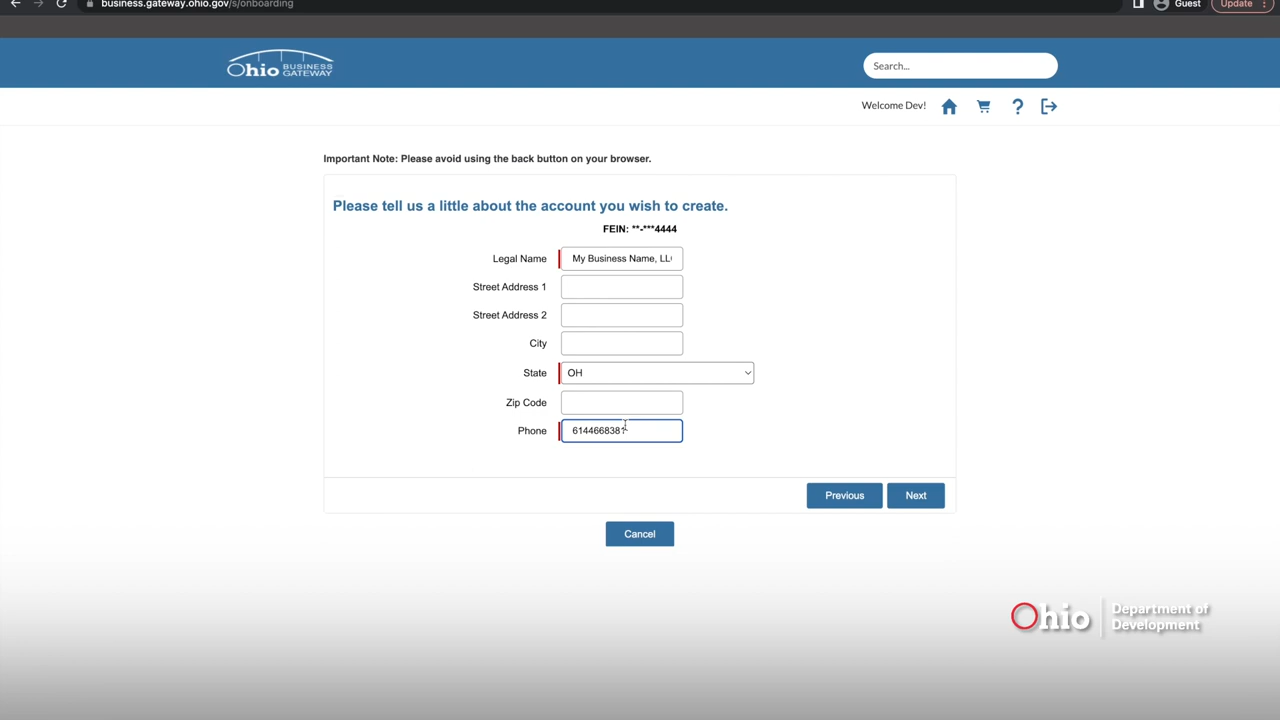 business.gateway.ohio.gov/s/onboarding
Guest
Update
Ohio BUSINESS GATEWAY
Search...
Welcome Dev!
Important Note: Please avoid using the back button on your browser.
Please tell us a little about the account you wish to create.
FEIN: **-***4444
Legal Name My Business Name, LL
Street Address 1
Street Address 2
City
State OH
Zip Code
Phone
Previous Next
Cancel
Ohio Department of
Development